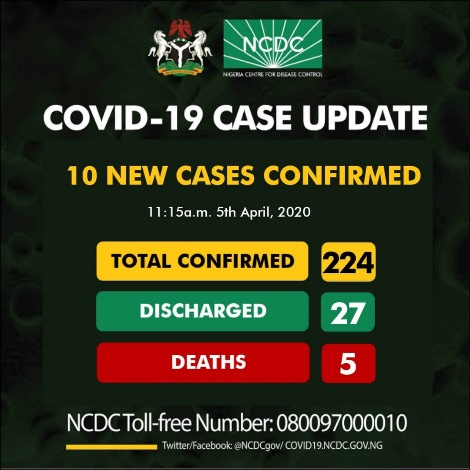 NCDC
NIGERIA CENTRE FOR DISEASE CONTROL
COVID-19 CASE UPDATE
10 NEW CASES CONFIRMED
11:15a.m. 5th April, 2020
TOTAL CONFIRMED 224
DISCHARGED 27
DEATHS 5
NCDC Toll-free Number: 080097000010
Twitter/Facebook: @NCDCgov/ COVID19.NCDC.GOV.NG